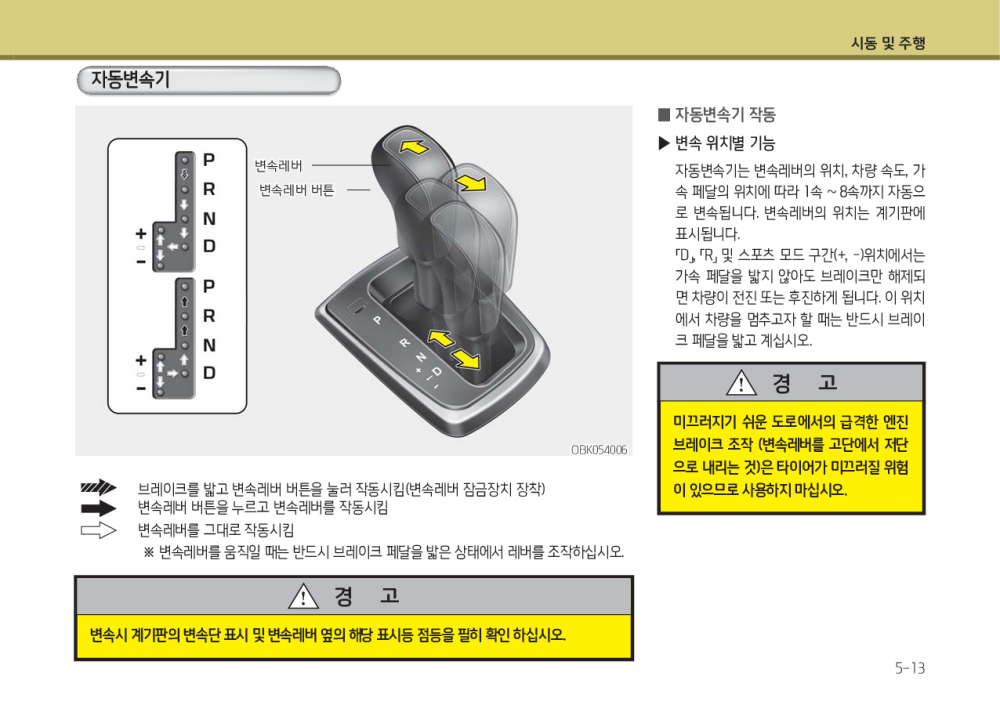 시동 및 주행
자동변속기
P
R
N
D
+
-
P
R
N
D
+
-
변속레버
변속레버 버튼
P
R
N
D
+
-
OBK054006
브레이크를 밟고 변속레버 버튼을 눌러 작동시킴(변속레버 잠금장치 장착)
변속레버 버튼을 누르고 변속레버를 작동시킴
변속레버를 그대로 작동시킴
※ 변속레버를 움직일 때는 반드시 브레이크 페달을 밟은 상태에서 레버를 조작하십시오.
경 고
변속시 계기판의 변속단 표시 및 변속레버 옆의 해당 표시등 점등을 필히 확인 하십시오.
■ 자동변속기 작동
▶ 변속 위치별 기능
자동변속기는 변속레버의 위치, 차량 속도, 가
속 페달의 위치에 따라 1속 ~ 8속까지 자동으
로 변속됩니다. 변속레버의 위치는 계기판에
표시됩니다.
「D」, 「R」 및 스포츠 모드 구간(+, -)위치에서는
가속 페달을 밟지 않아도 브레이크만 해제되
면 차량이 전진 또는 후진하게 됩니다. 이 위치
에서 차량을 멈추고자 할 때는 반드시 브레이
크 페달을 밟고 계십시오.
경 고
미끄러지기 쉬운 도로에서의 급격한 엔진
브레이크 조작 (변속레버를 고단에서 저단
으로 내리는 것)은 타이어가 미끄러질 위험
이 있으므로 사용하지 마십시오.
5-13